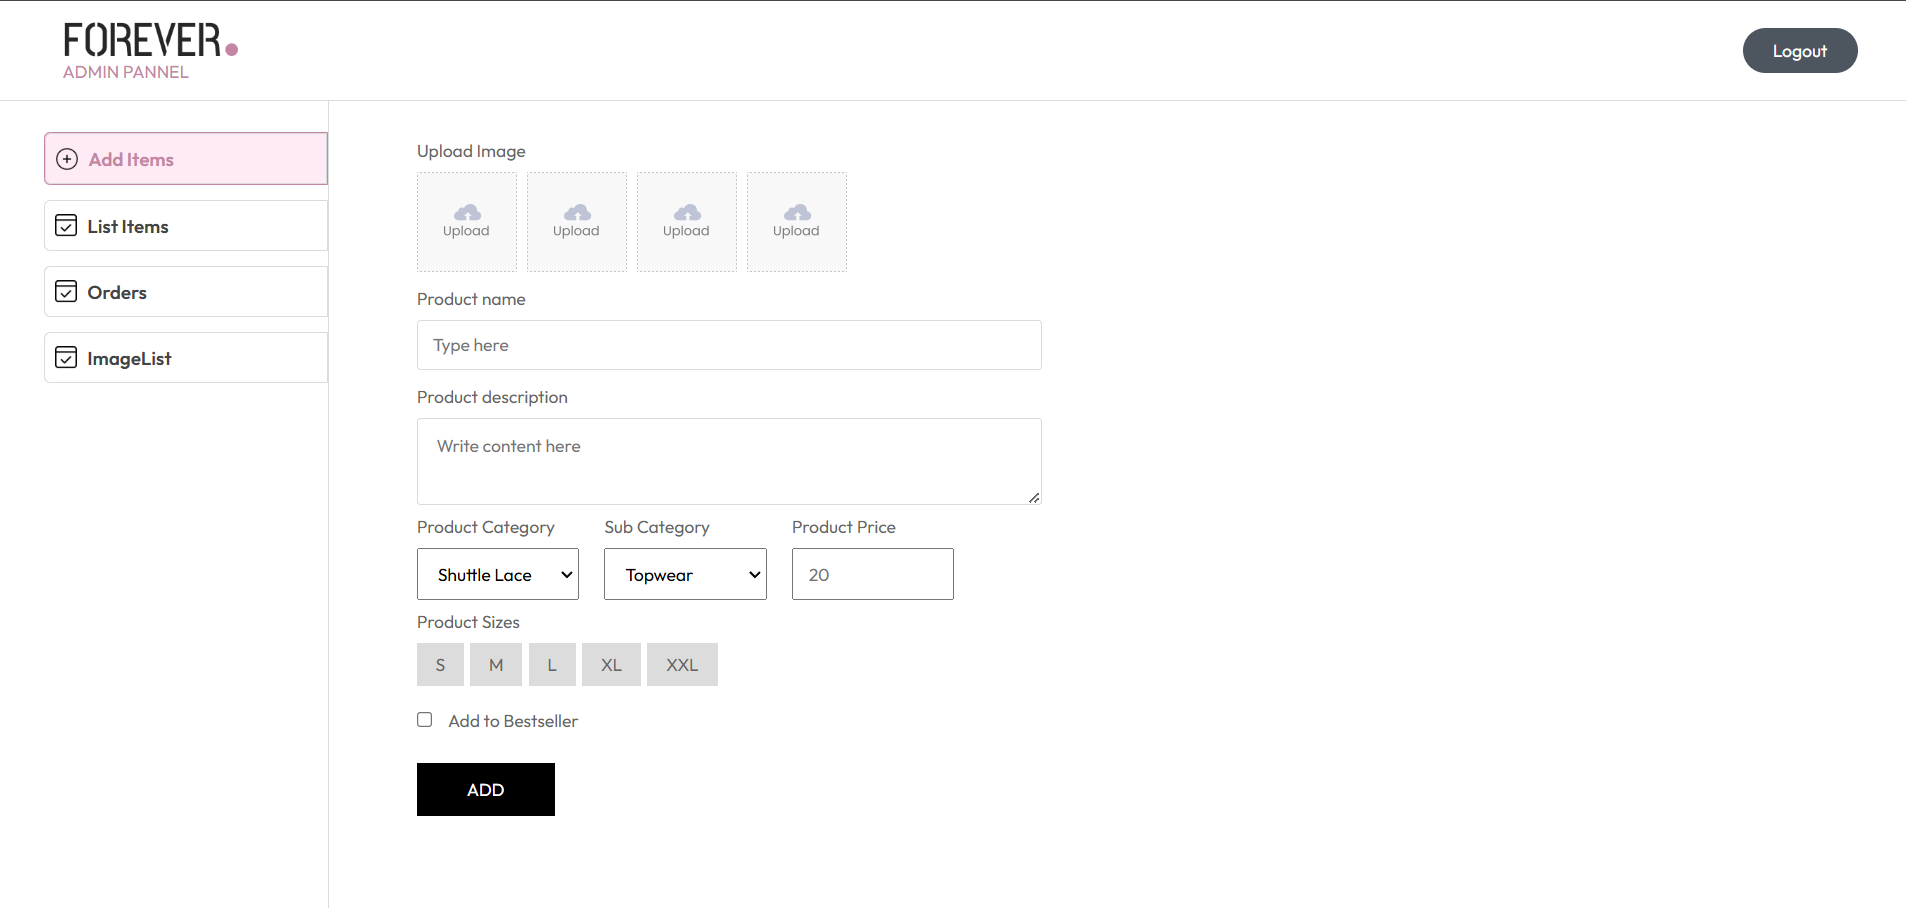 FOREVER.
ADMIN PANNEL
Logout
Add Items
List Items
Orders
ImageList
Upload Image
Upload Upload Upload Upload
Product name
Type here
Product description
Write content here
Product Category Sub Category Product Price
Shuttle Lace Topwear 20
Product Sizes
S M L XL XXL
Add to Bestseller
ADD